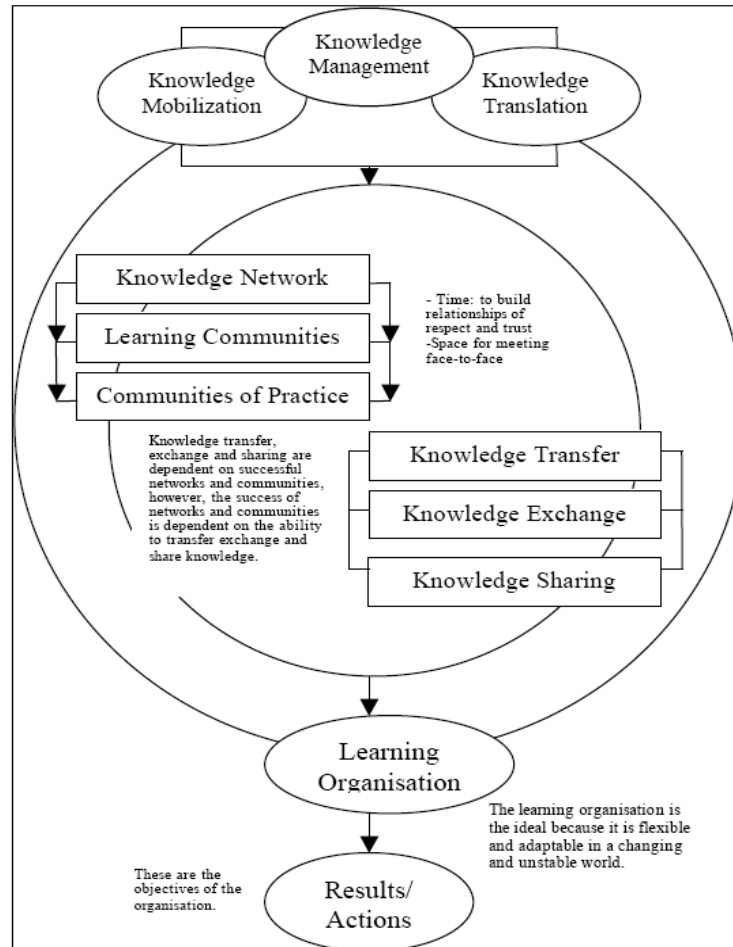 Knowledge
Management
Knowledge
Mobilization
Knowledge
Translation
Knowledge Network
Learning Communities
Communities of Practice
- Time: to build
relationships of
respect and trust
-Space for meeting
face-to-face
Knowledge transfer,
exchange and sharing are
dependent on successful
networks and communities,
however, the success of
networks and communities
is dependent on the ability
to transfer exchange and
share knowledge.
Knowledge Transfer
Knowledge Exchange
Knowledge Sharing
Learning
Organisation
The learning organisation is
the ideal because it is flexible
and adaptable in a changing
and unstable world.
These are the
objectives of the
organisation.
Results/
Actions